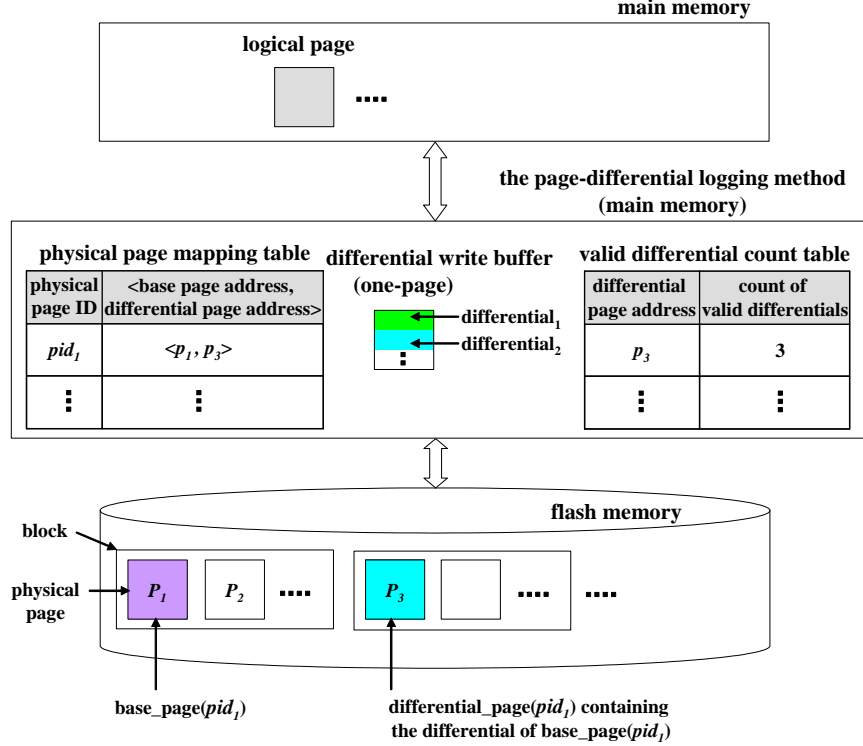 main memory
logical page
....
the page-differential logging method
(main memory)
physical page mapping table
physical
page ID
<base page address,
differential page address>
pid1
<p1, p3>
differential write buffer
(one-page)
differential1
differential2
valid differential count table
differential
page address
count of
valid differentials
p3
3
flash memory
block
physical
page
P1
P2
....
P3
....
....
base_page(pid1)
differential_page(pid1) containing
the differential of base_page(pid1)